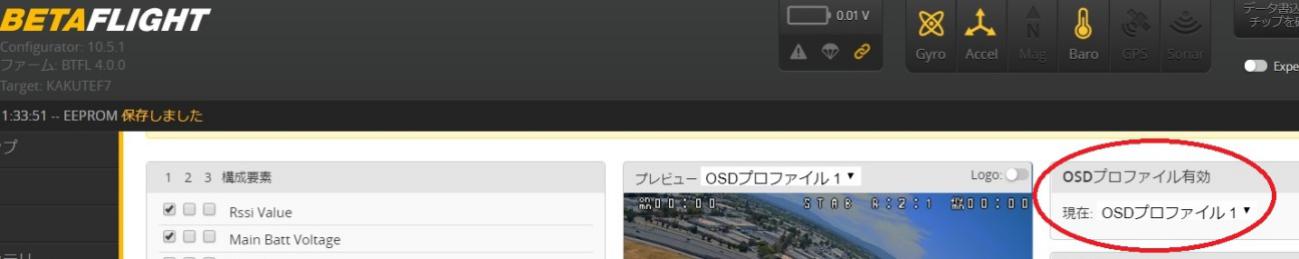 BETAFLIGHT
Configurator: 10.5.1
ファーム: BTFL 4.0.0
Target: KAKUTEF7
0.01 V
Gyro Accel Mag Baro GPS Sonar
データ書込
チップを
Expe
1:33:51 -- EEPROM 保存しました
ップ
1 2 3 構成要素
Rssi Value
Main Batt Voltage
プレビュー OSDプロファイル 1
Logo:
00:00 STAB R:2:1 00:00
OSDプロファイル有効
現在: OSDプロファイル 1